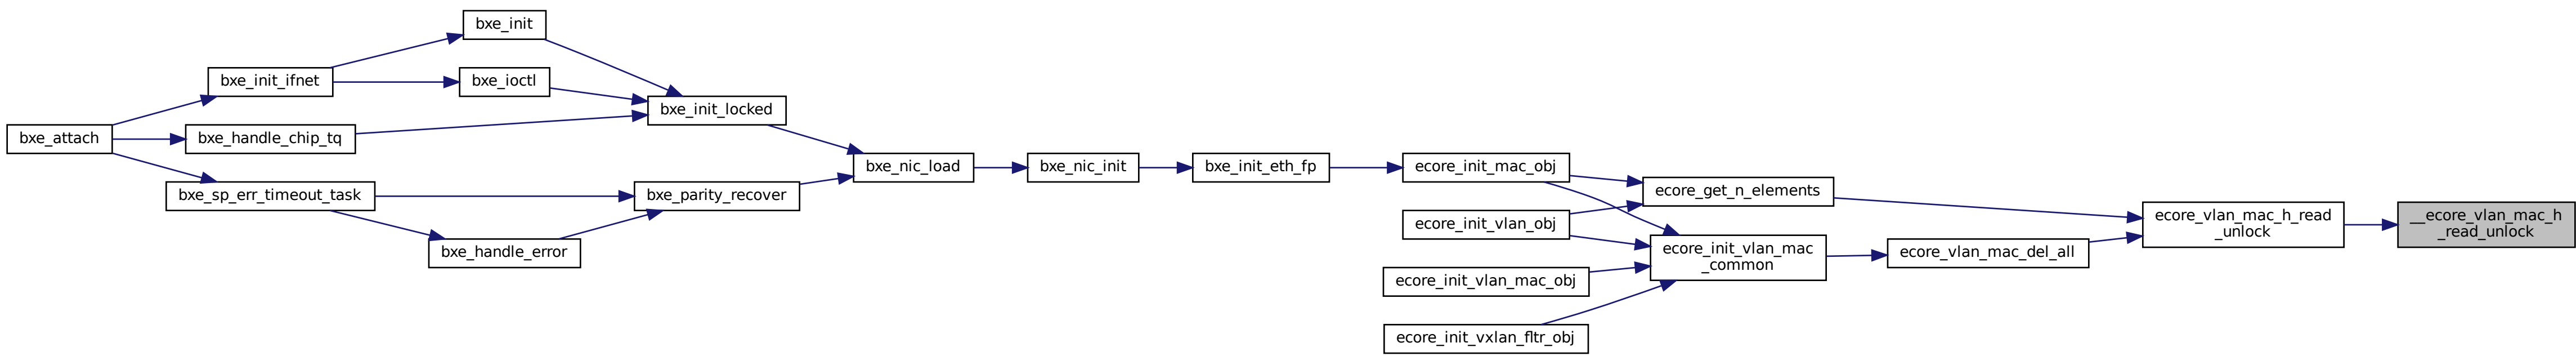 bxe_init
bxe_init_ifnet
bxe_ioctl
bxe_init_locked
bxe_attach
bxe_handle_chip_tq
bxe_sp_err_timeout_task
bxe_parity_recover
bxe_handle_error
bxe_nic_load
bxe_nic_init
bxe_init_eth_fp
ecore_init_mac_obj
ecore_init_vlan_obj
ecore_init_vlan_mac_obj
ecore_init_vxlan_fltr_obj
ecore_get_n_elements
ecore_init_vlan_mac
_common
ecore_vlan_mac_del_all
ecore_vlan_mac_h_read
_unlock
__ecore_vlan_mac_h
_read_unlock